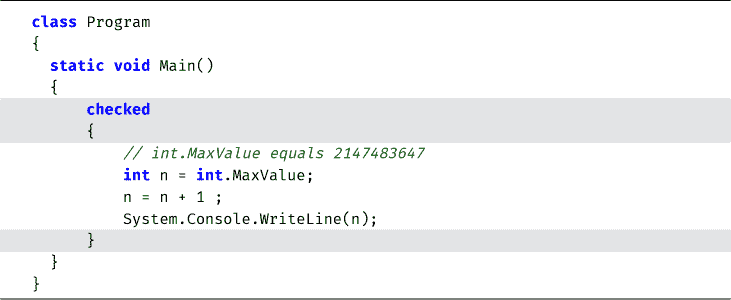 class Program
{
  static void Main()
  {
      checked
      {
          // int.MaxValue equals 2147483647
          int n = int.MaxValue;
          n = n + 1 ;
          System.Console.WriteLine(n);
      }
  }
}